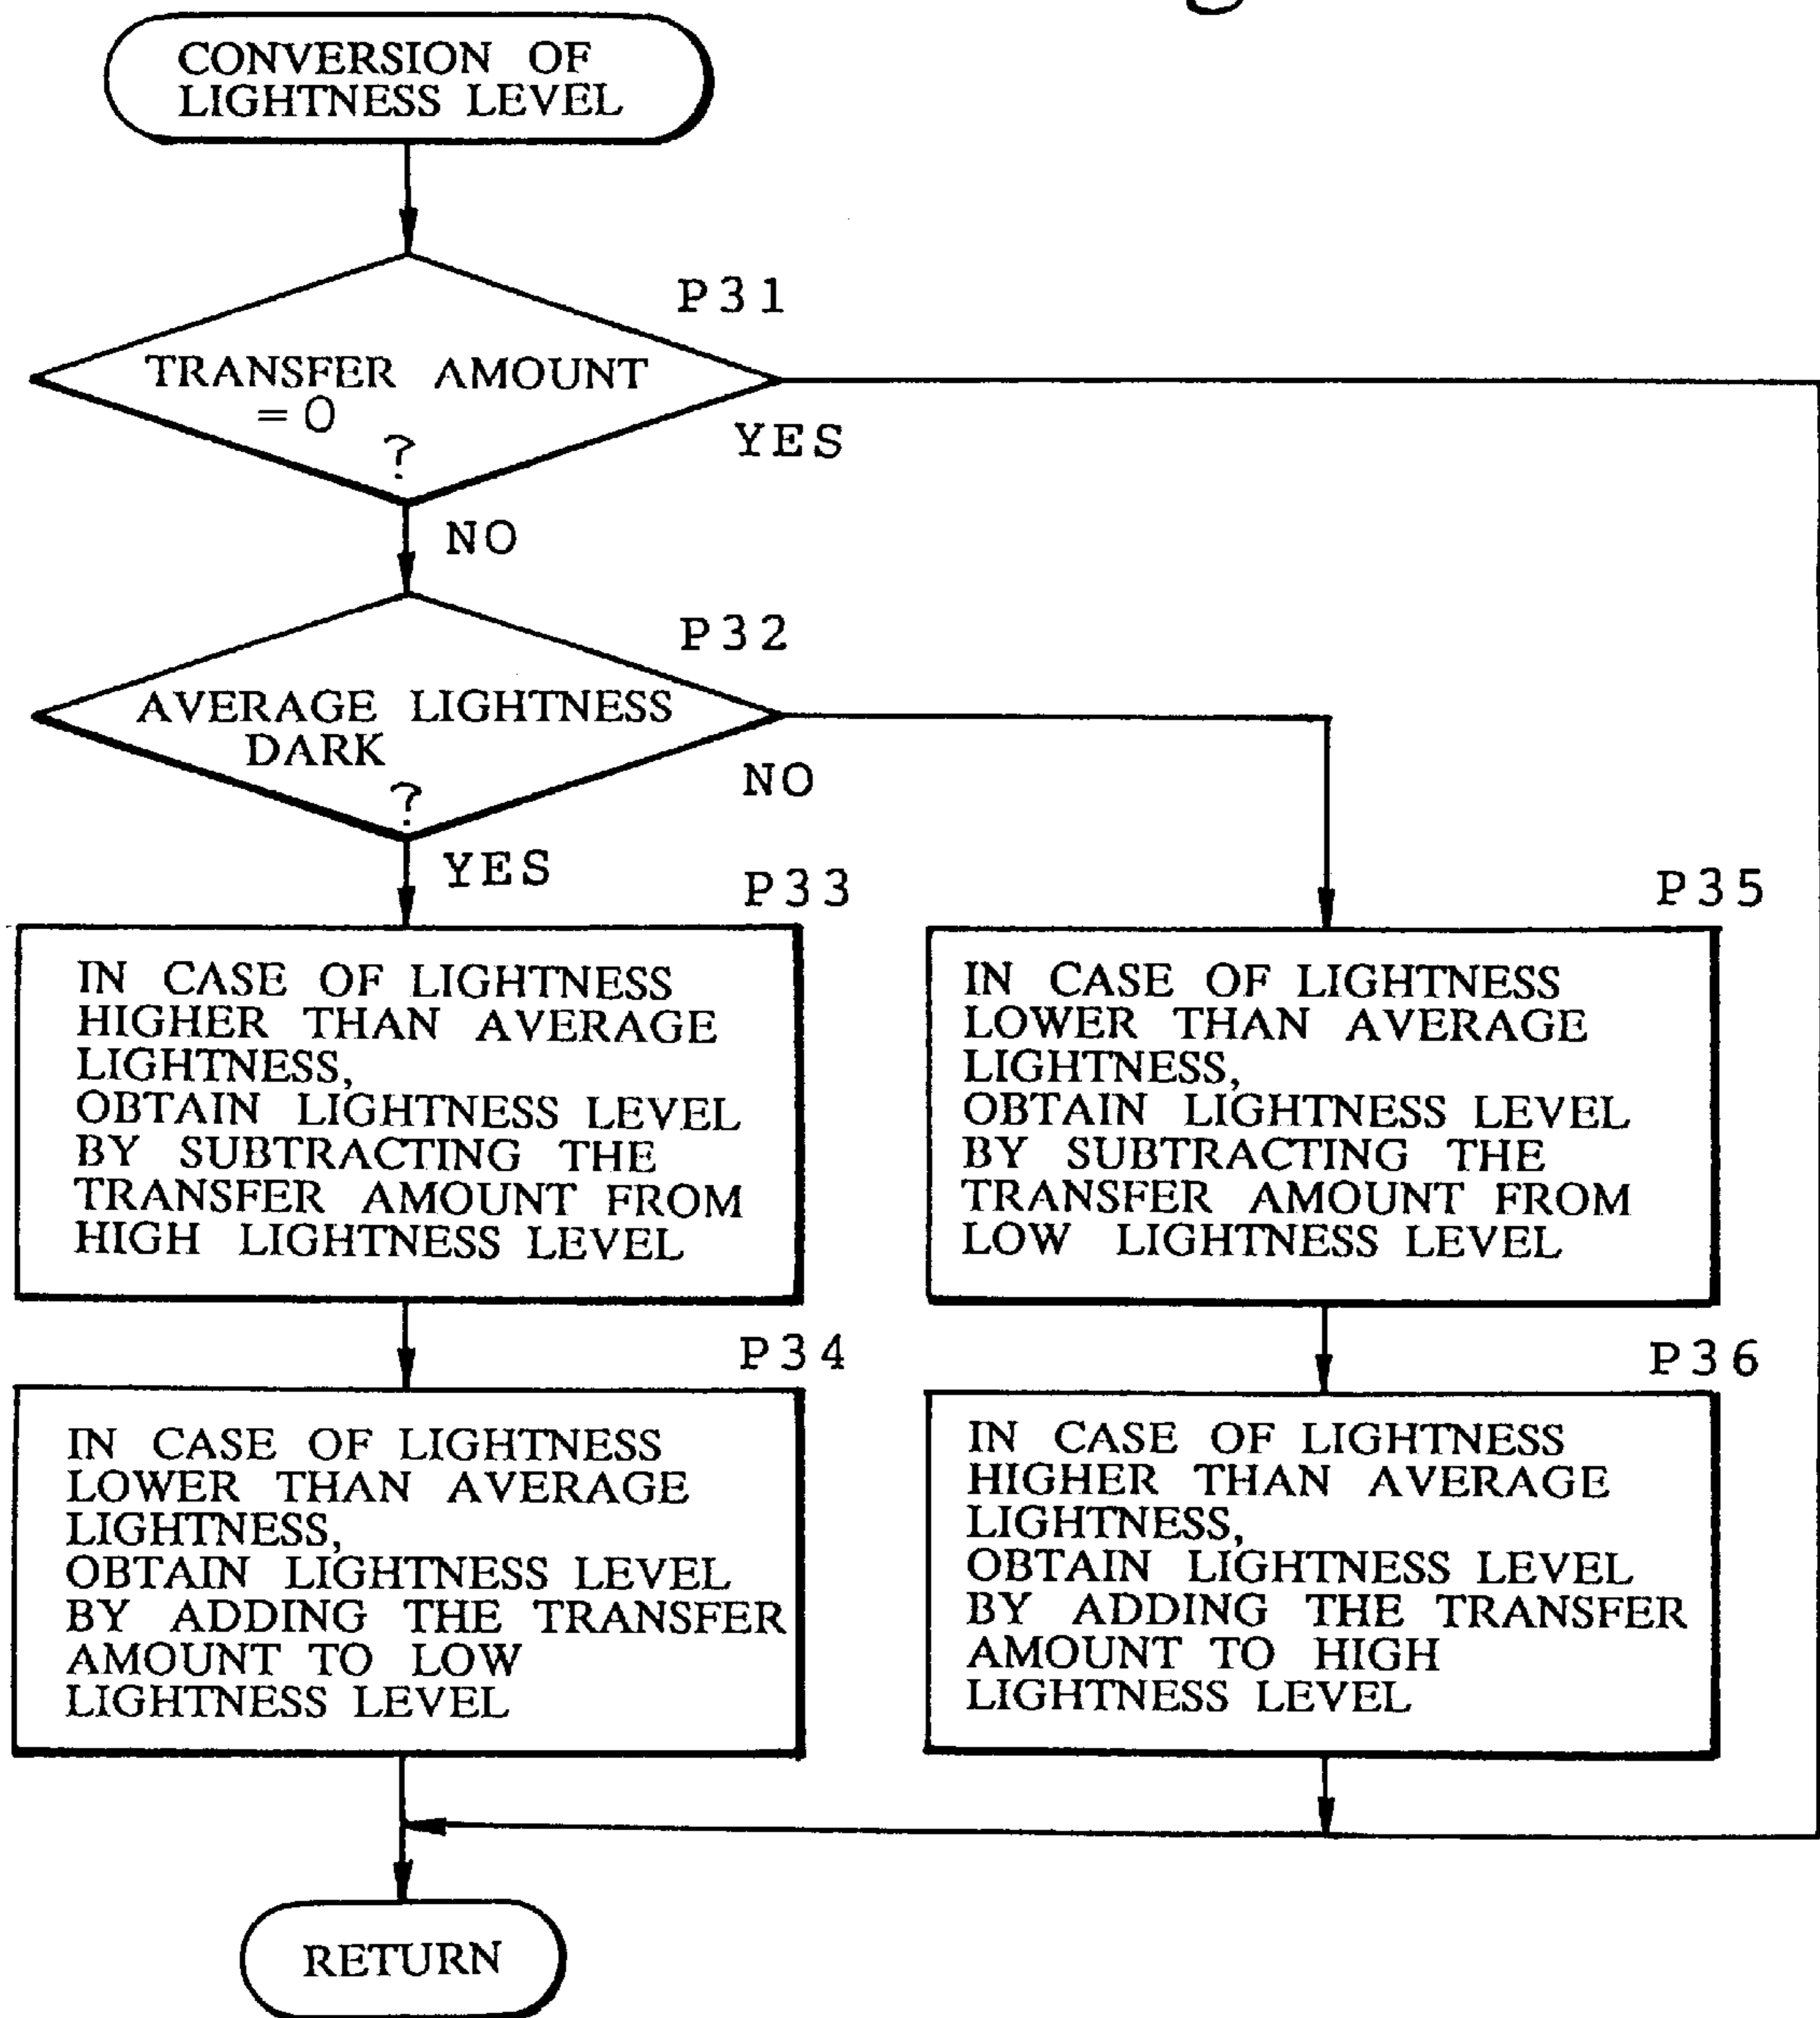 CONVERSION OF
LIGHTNESS LEVEL
P31
TRANSFER AMOUNT
= 0
?
YES
NO
P32
AVERAGE LIGHTNESS
DARK
?
NO
YES
P33
IN CASE OF LIGHTNESS
HIGHER THAN AVERAGE
LIGHTNESS,
OBTAIN LIGHTNESS LEVEL
BY SUBTRACTING THE
TRANSFER AMOUNT FROM
HIGH LIGHTNESS LEVEL
P35
IN CASE OF LIGHTNESS
LOWER THAN AVERAGE
LIGHTNESS,
OBTAIN LIGHTNESS LEVEL
BY SUBTRACTING THE
TRANSFER AMOUNT FROM
LOW LIGHTNESS LEVEL
P34
IN CASE OF LIGHTNESS
LOWER THAN AVERAGE
LIGHTNESS,
OBTAIN LIGHTNESS LEVEL
BY ADDING THE TRANSFER
AMOUNT TO LOW
LIGHTNESS LEVEL
P36
IN CASE OF LIGHTNESS
HIGHER THAN AVERAGE
LIGHTNESS,
OBTAIN LIGHTNESS LEVEL
BY ADDING THE TRANSFER
AMOUNT TO HIGH
LIGHTNESS LEVEL
RETURN